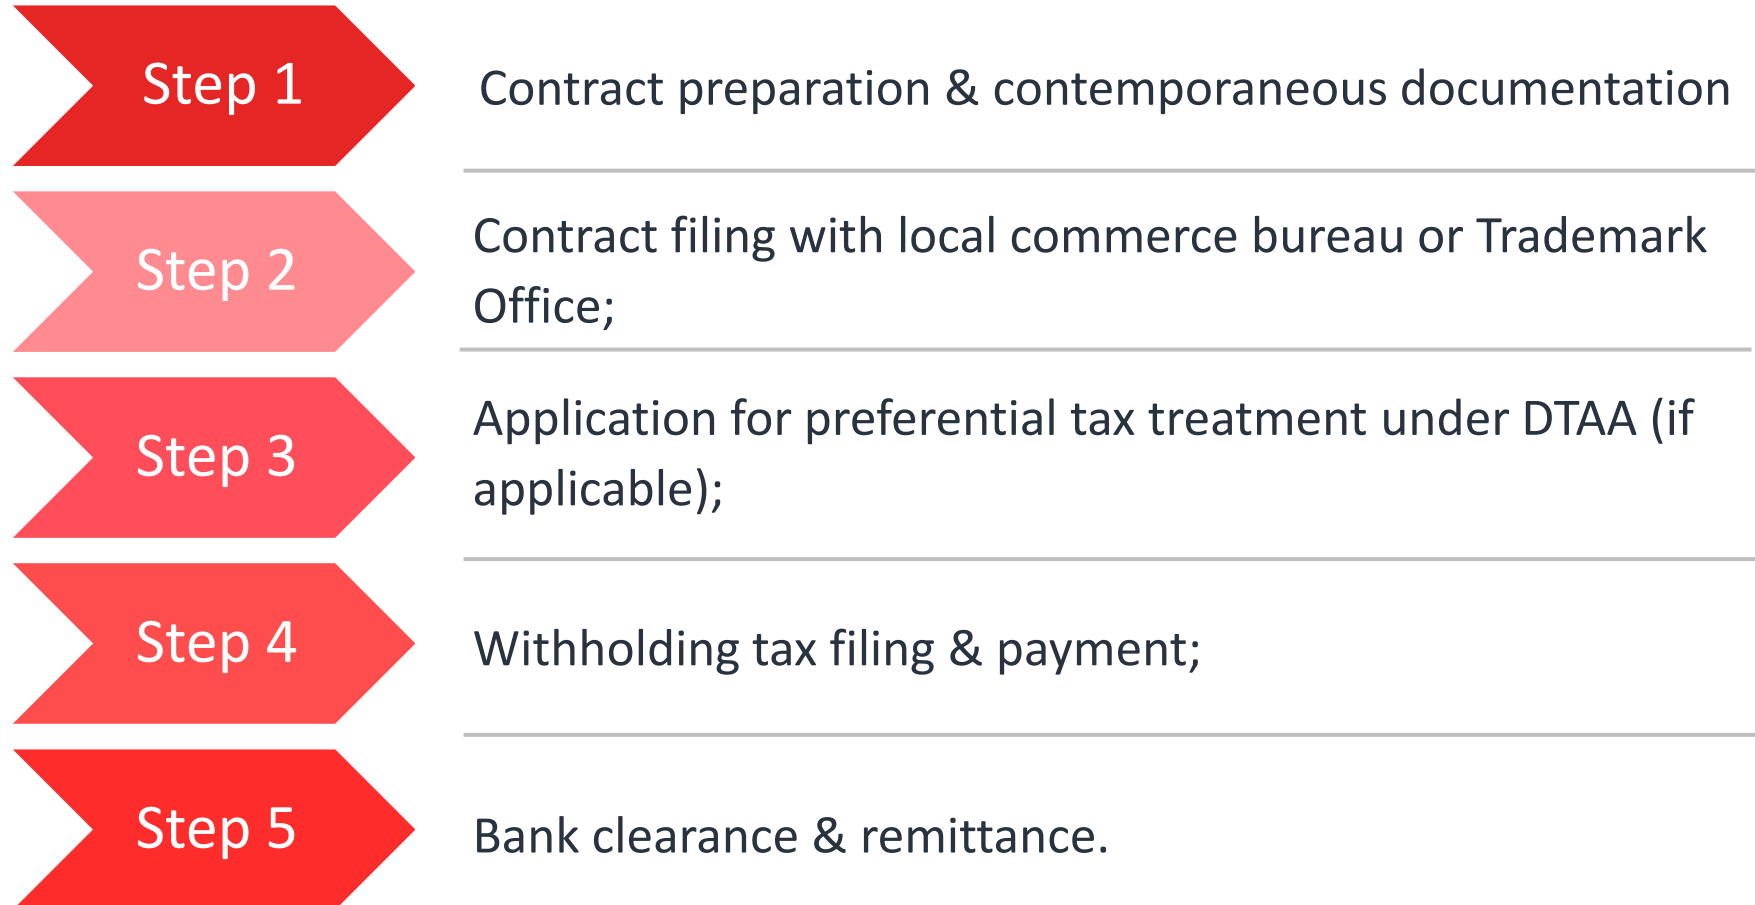 Step 1
Contract preparation & contemporaneous documentation
Step 2
Contract filing with local commerce bureau or Trademark
Office;
Step 3
Application for preferential tax treatment under DTAA (if
applicable);
Step 4
Withholding tax filing & payment;
Step 5
Bank clearance & remittance.